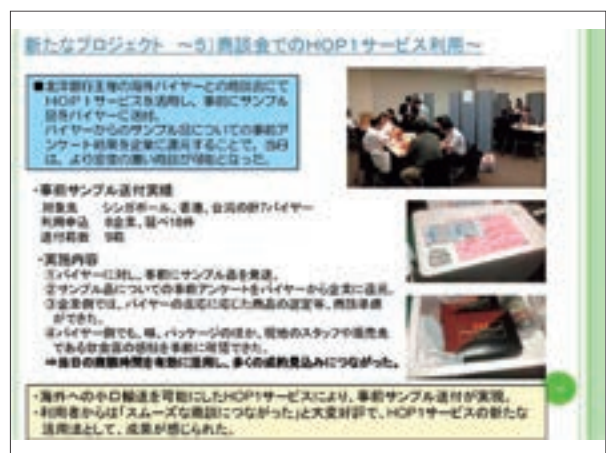 新たなプロジェクト ～5）商談会でのHOP1サービス利用～
■北洋銀行主催の海外バイヤーとの商談会にて
HOP1サービスを活用し、事前にサンプル
品をバイヤーに送付。
バイヤーからのサンプル品についての事前ア
ンケート結果を企業に還元することで、当日
は、より密度の濃い商談が可能となった。
・事前サンプル送付実績
対象先 シンガポール、香港、台湾の計7バイヤー
利用申込 8企業、延べ18件
送付箱数 9箱
・実施内容
①バイヤーに対し、事前にサンプル品を発送。
②サンプル品についての事前アンケートをバイヤーから企業に還元。
③企業側では、バイヤーの反応に応じた商品の選定等、商談準備
ができた。
④バイヤー側でも、味、パッケージのほか、現地のスタッフや販売先
である飲食店の感触を事前に確認できた。
⇒当日の商談時間を有効に活用し、多くの成約見込みにつながった。
・海外への小口輸送を可能にしたHOP1サービスにより、事前サンプル送付が実現。
・利用者からは「スムーズな商談につながった」と大変好評で、HOP1サービスの新たな
活用法として、成果が感じられた。